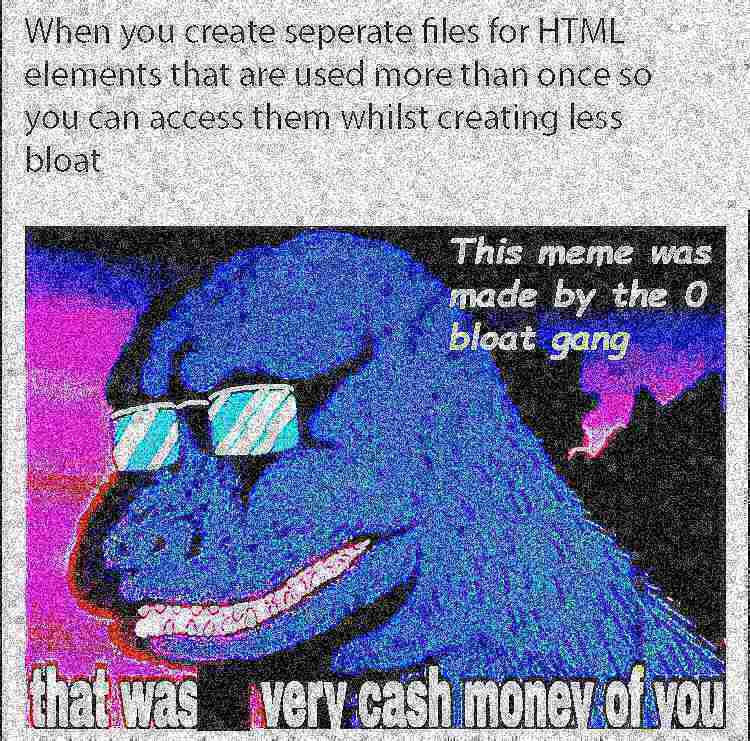 When you create seperate files for HTML
elements that are used more than once so
you can access them whilst creating less
bloat
This meme was
made by the 0
bloat gang
that was very cash money of you